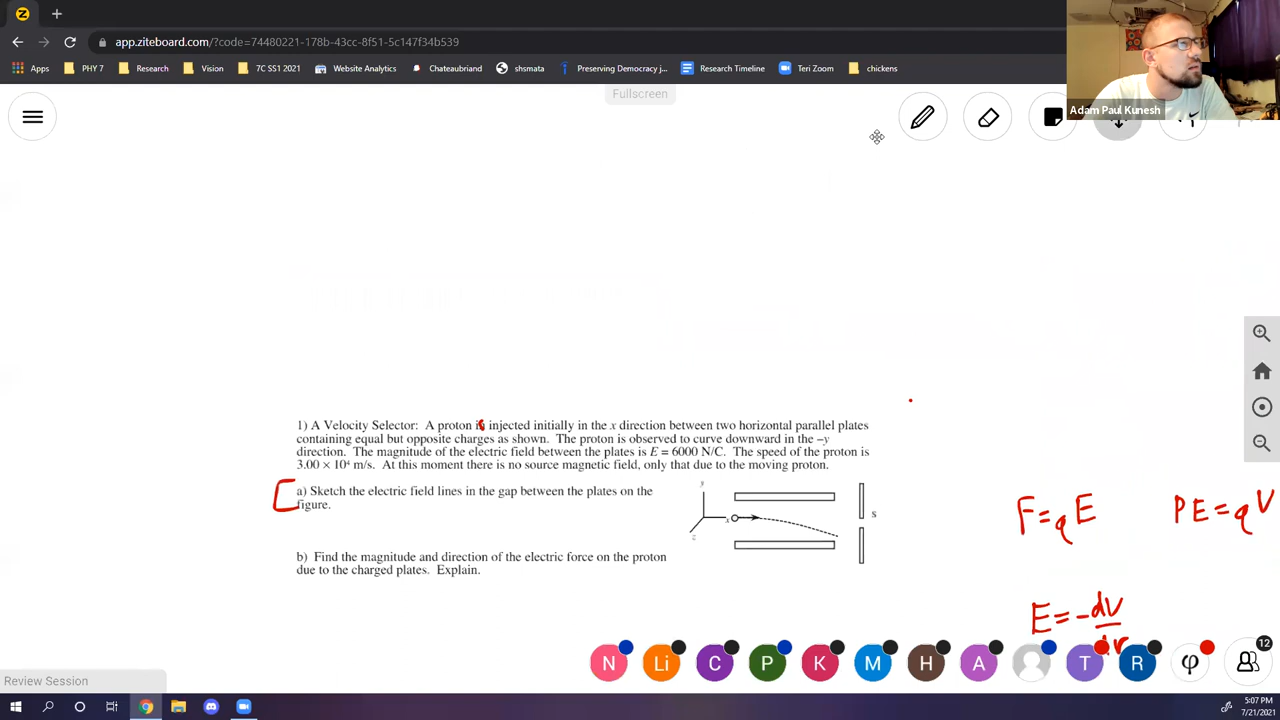 app.ziteboard.com/?code=74480221-178b-43cc-8f51-5c147f34b539
Apps PHY 7 Research Vision 7C SS1 2021 Website Analytics Chatea shsmata Preserving Democracy j... Research Timeline Teri Zoom chickens
Fullscreen
Adam Paul Kunesh
1) A Velocity Selector: A proton is injected initially in the x direction between two horizontal parallel plates
containing equal but opposite charges as shown. The proton is observed to curve downward in the –y
direction. The magnitude of the electric field between the plates is E = 6000 N/C. The speed of the proton is
3.00 × 10⁴ m/s. At this moment there is no source magnetic field, only that due to the moving proton.
a) Sketch the electric field lines in the gap between the plates on the
figure.
y
x
z
s
b) Find the magnitude and direction of the electric force on the proton
due to the charged plates. Explain.
F=qE PE=qV
E=-dV
dr
N Li C P K M H A T R φ 12
Review Session
5:07 PM
7/21/2021